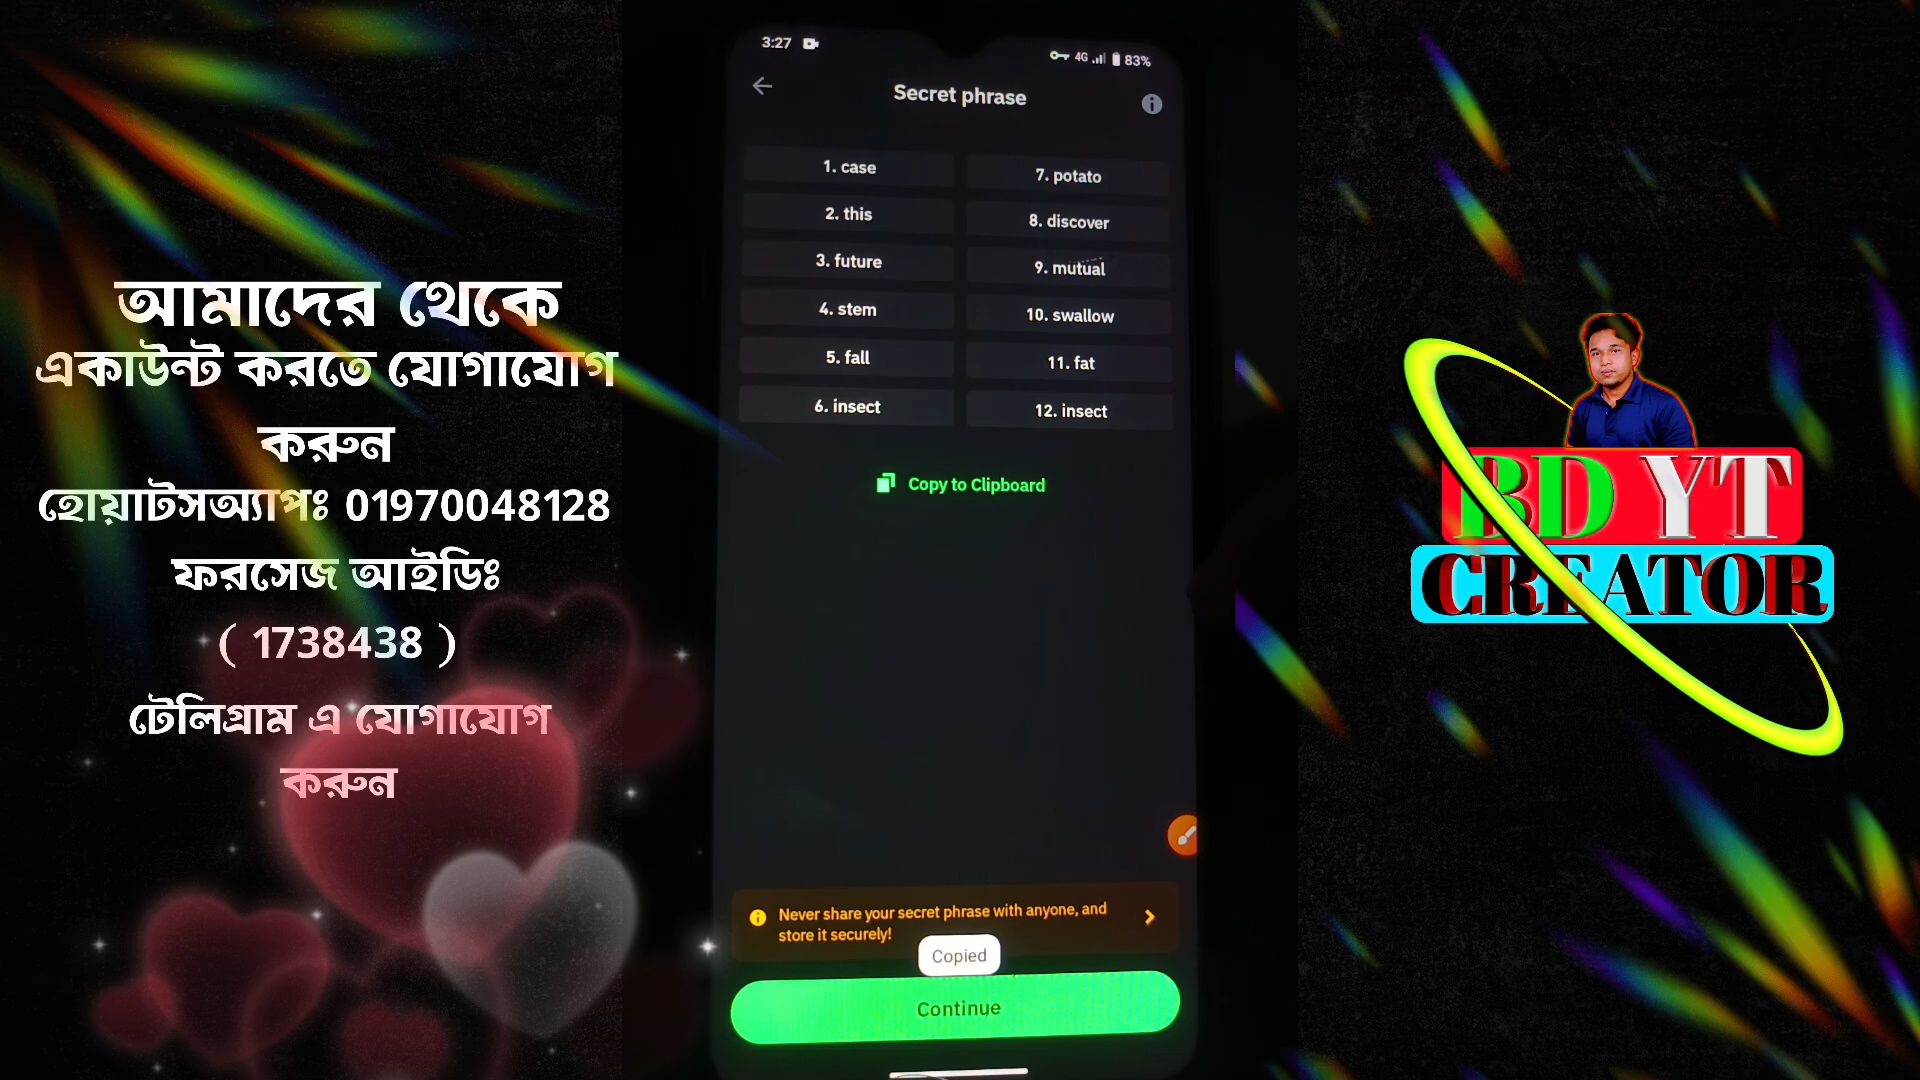 আমাদের থেকে
একাউন্ট করতে যোগাযোগ
করুন
হোয়াটসঅ্যাপঃ 01970048128
ফরসেজ আইডিঃ
( 1738438 )
টেলিগ্রাম এ যোগাযোগ
করুন
3:27 4G 83%
Secret phrase
1. case
2. this
3. future
4. stem
5. fall
6. insect
7. potato
8. discover
9. mutual
10. swallow
11. fat
12. insect
Copy to Clipboard
Never share your secret phrase with anyone, and
store it securely!
Copied
Continue
BD YT
CREATOR